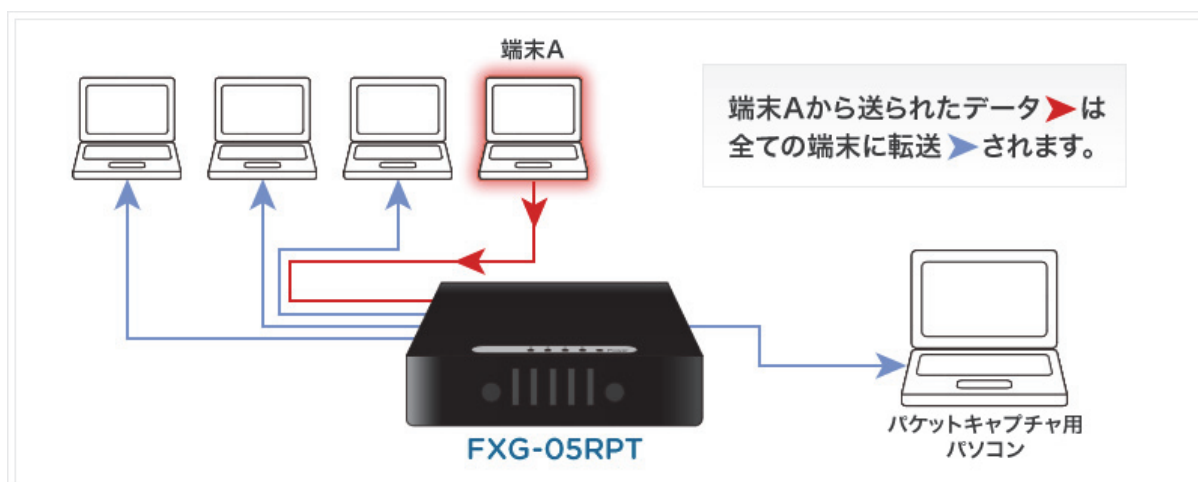 端末A
端末Aから送られたデータ は
全ての端末に転送 されます。
FXG-05RPT
パケットキャプチャ用
パソコン